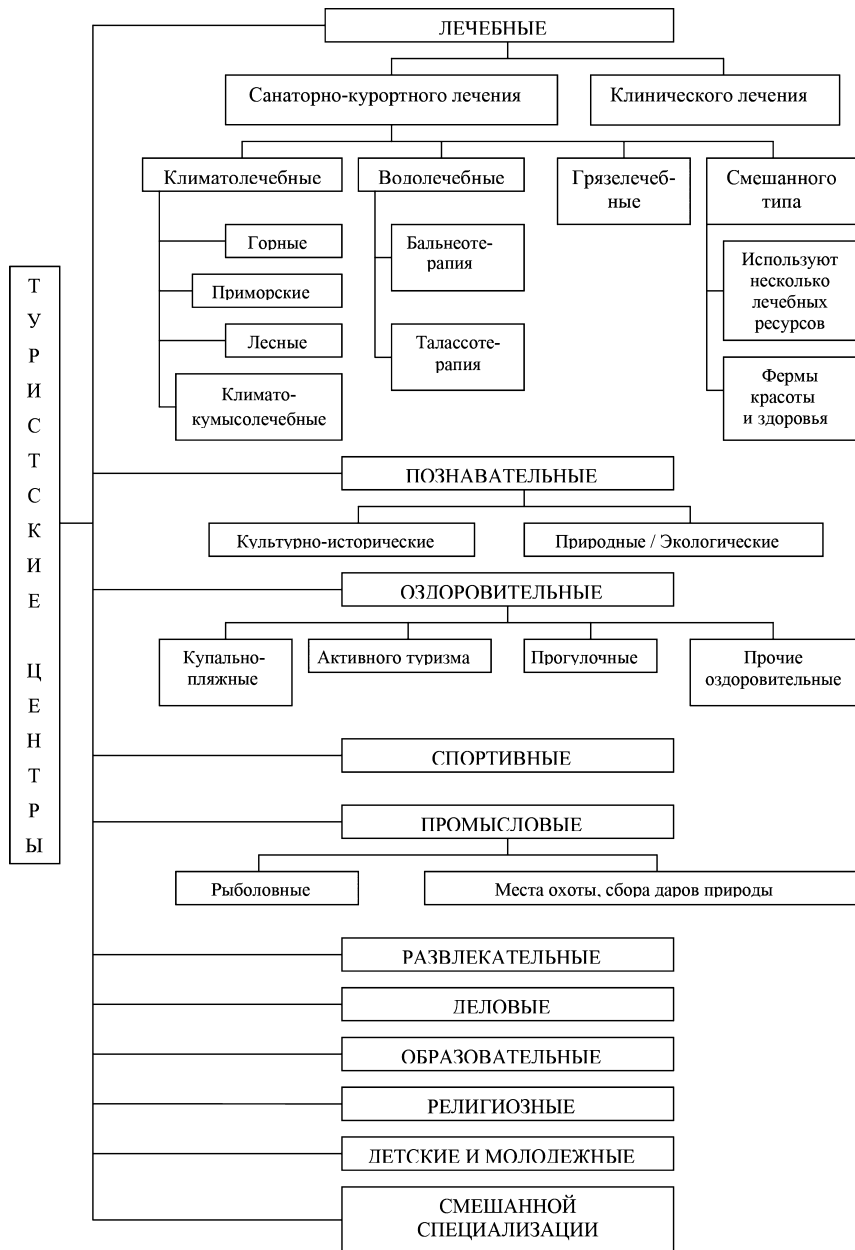 ЛЕЧЕБНЫЕ
Санаторно-курортного лечения
Клинического лечения
Климатолечебные
Водолечебные
Грязелечеб-
ные
Смешанного
типа
Горные
Приморские
Лесные
Климато-
кумысолечебные
Бальнеоте-
рапия
Талассоте-
рапия
Используют
несколько
лечебных
ресурсов
Фермы
красоты
и здоровья
ТУРИСТСКИЕ ЦЕНТРЫ
ПОЗНАВАТЕЛЬНЫЕ
Культурно-исторические
Природные / Экологические
ОЗДОРОВИТЕЛЬНЫЕ
Купально-
пляжные
Активного туризма
Прогулочные
Прочие
оздоровительные
СПОРТИВНЫЕ
ПРОМЫСЛОВЫЕ
Рыболовные
Места охоты, сбора даров природы
РАЗВЛЕКАТЕЛЬНЫЕ
ДЕЛОВЫЕ
ОБРАЗОВАТЕЛЬНЫЕ
РЕЛИГИОЗНЫЕ
ДЕТСКИЕ И МОЛОДЕЖНЫЕ
СМЕШАННОЙ
СПЕЦИАЛИЗАЦИИ